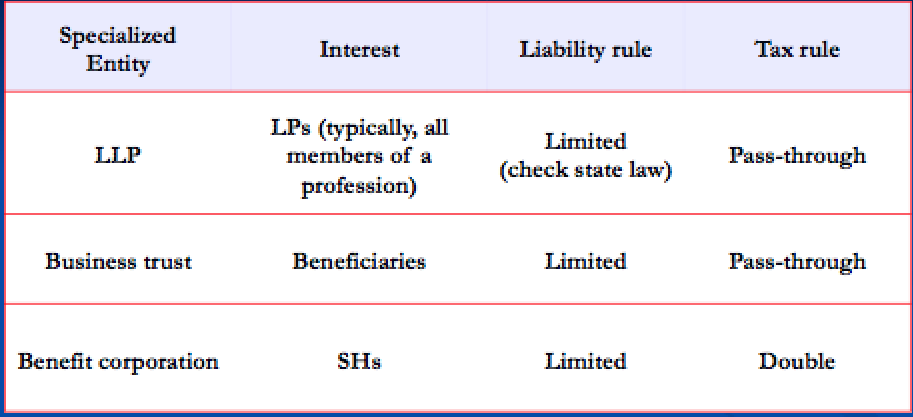 Specialized
Entity
Interest
Liability rule
Tax rule
LLP
LPs (typically, all
members of a
profession)
Limited
(check state law)
Pass-through
Business trust
Beneficiaries
Limited
Pass-through
Benefit corporation
SHs
Limited
Double